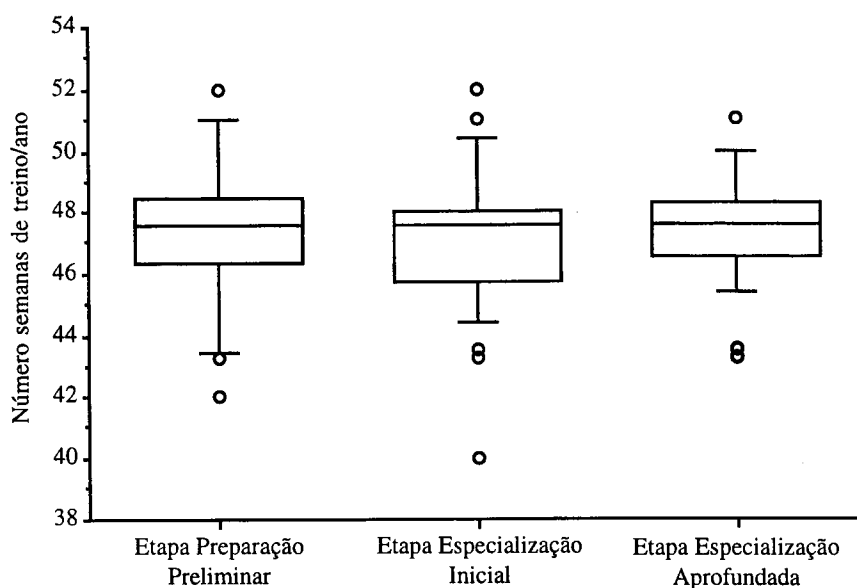 Número semanas de treino/ano
54
52
50
48
46
44
42
40
38
Etapa Preparação
Preliminar
Etapa Especialização
Inicial
Etapa Especialização
Aprofundada